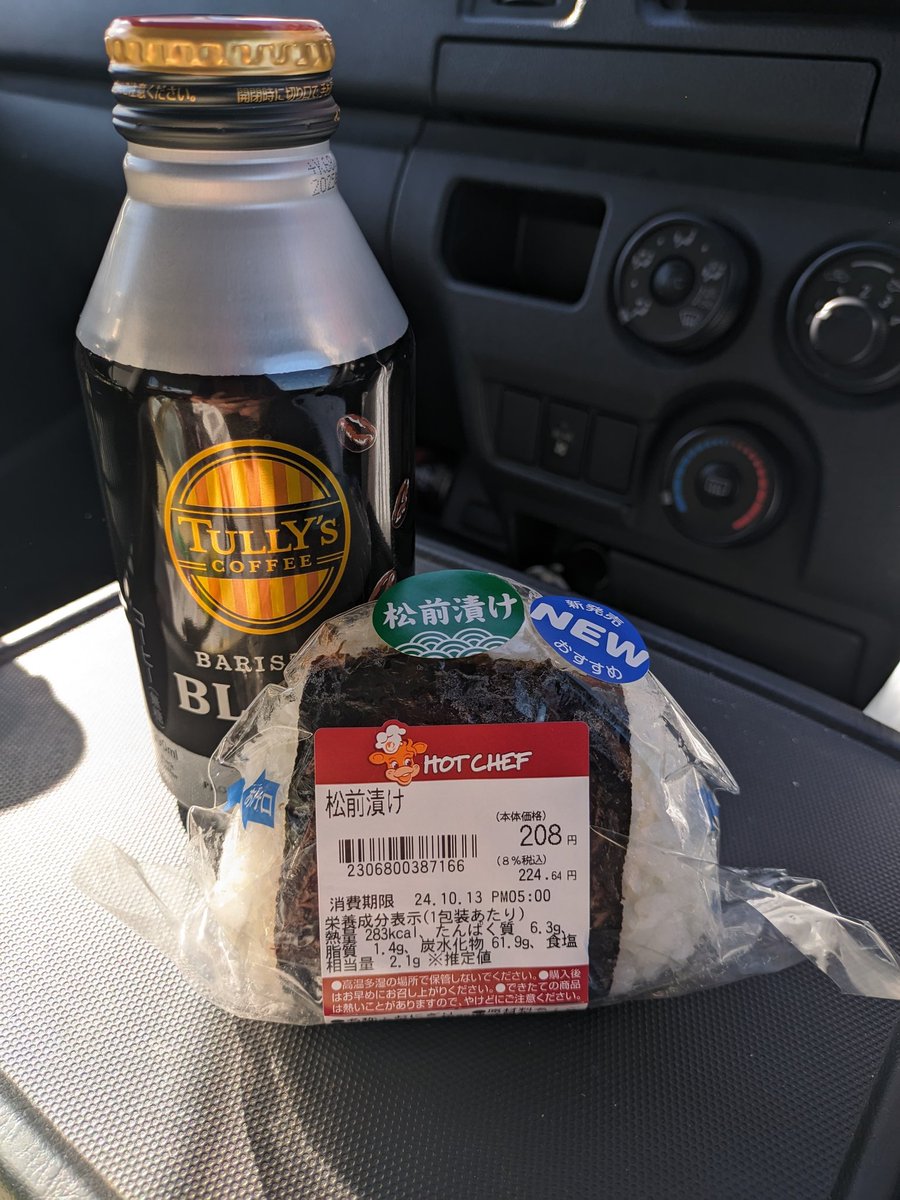 開閉時に切り口で
TULLY'S
COFFEE
BARIST
BL
松前漬け
新発売
NEW
おすすめ
HOT CHEF
松前漬け
(本体価格)
208円
2306800387166
(8%税込)
224.64円
消費期限 24.10.13 PM05:00
栄養成分表示(1包装あたり)
熱量 283kcal、たんぱく質 6.3g、
脂質 1.4g、炭水化物 61.9g、食塩
相当量 2.1g ※推定値
●高温多湿の場所で保管しないでください。●購入後
はお早めにお召し上がりください。●できたての商品
は熱いことがありますので、やけどにご注意ください。